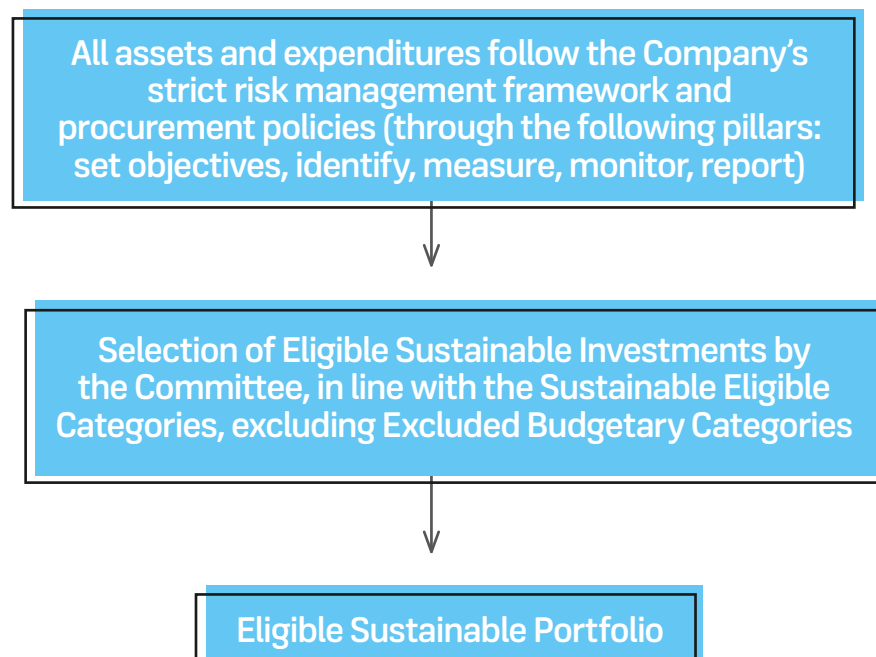 All assets and expenditures follow the Company’s
strict risk management framework and
procurement policies (through the following pillars:
set objectives, identify, measure, monitor, report)
Selection of Eligible Sustainable Investments by
the Committee, in line with the Sustainable Eligible
Categories, excluding Excluded Budgetary Categories
Eligible Sustainable Portfolio